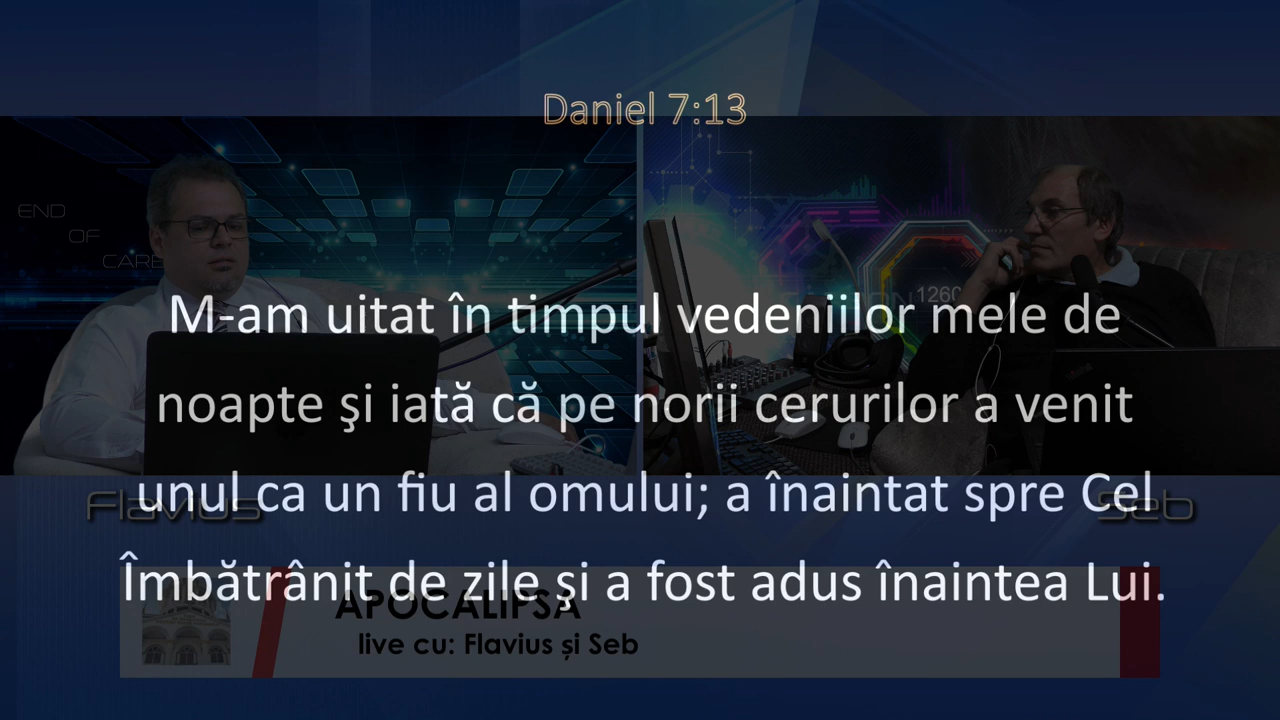 Daniel 7:13
END
OF
CARE
1260
M-am uitat în timpul vedeniilor mele de
noapte şi iată că pe norii cerurilor a venit
unul ca un fiu al omului; a înaintat spre Cel
Îmbătrânit de zile şi a fost adus înaintea Lui.
Flavius
Seb
APOCALIPSA
live cu: Flavius și Seb